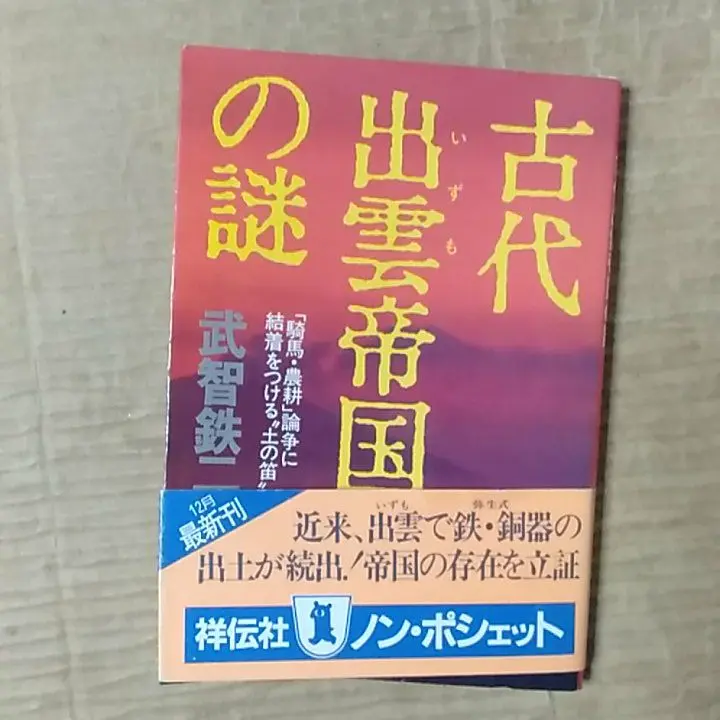 古代
出雲帝国
いずも
の謎
「騎馬・農耕」論争に
結着をつける“土の笛”
武智鉄二
12月
最新刊
近来、出雲で鉄・銅器の
いずも
弥生式
出土が続出!帝国の存在を立証
祥伝社
ノン・ポシェット